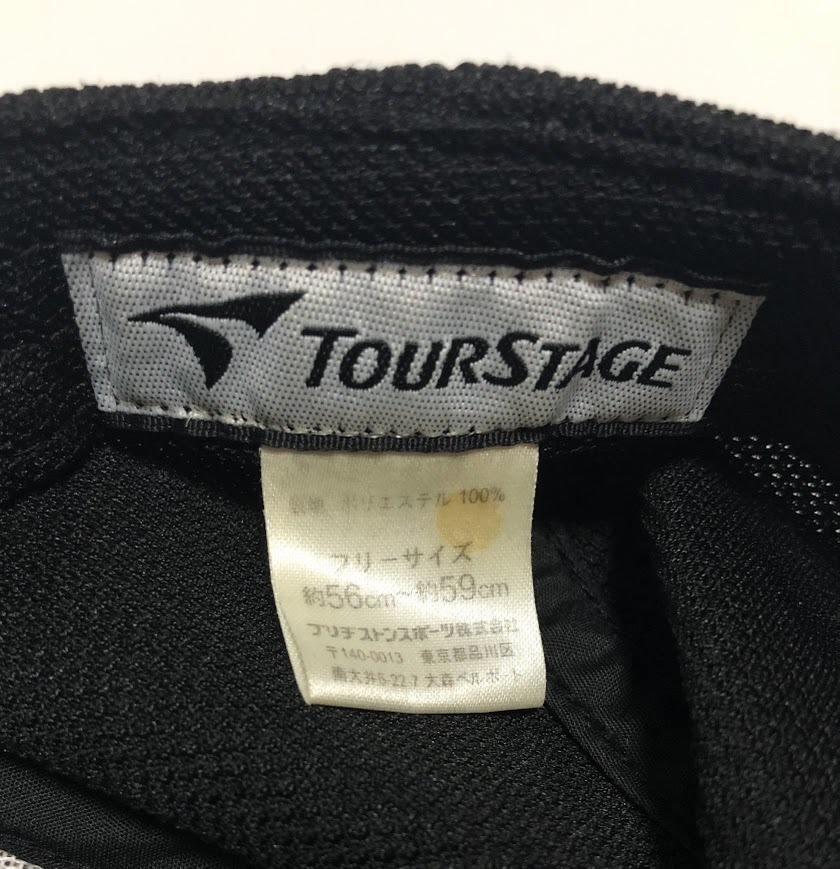 TOURSTAGE
表地 ポリエステル 100%
フリーサイズ
約56cm~約59cm
ブリヂストンスポーツ株式会社
〒140-0013 東京都品川区
南大井6-22-7 大森ベルポート